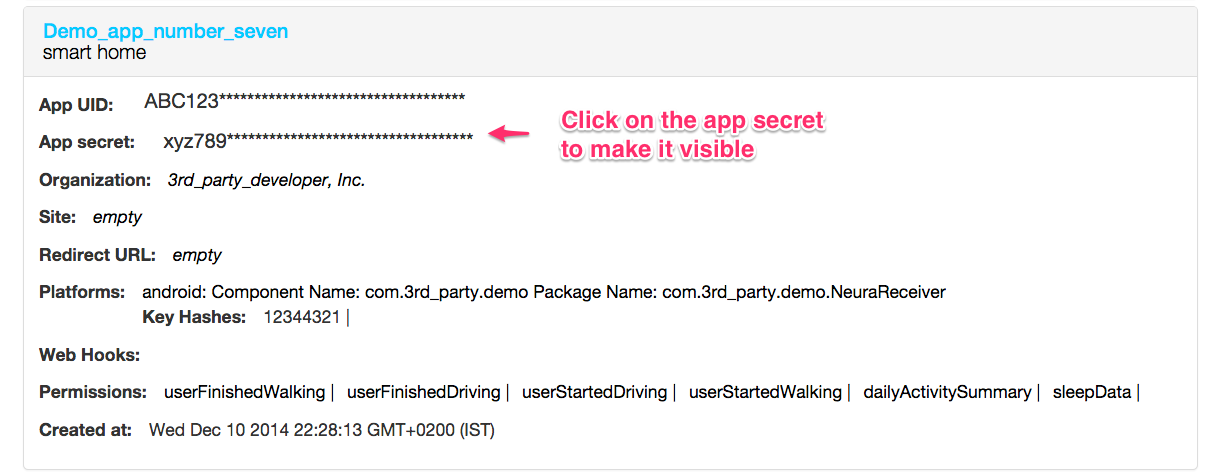 Demo_app_number_seven
smart home
App UID: ABC123***********************************
App secret: xyz789***********************************
Click on the app secret
to make it visible
Organization: 3rd_party_developer, Inc.
Site: empty
Redirect URL: empty
Platforms: android: Component Name: com.3rd_party.demo Package Name: com.3rd_party.demo.NeuraReceiver
Key Hashes: 12344321 |
Web Hooks:
Permissions: userFinishedWalking | userFinishedDriving | userStartedDriving | userStartedWalking | dailyActivitySummary | sleepData |
Created at: Wed Dec 10 2014 22:28:13 GMT+0200 (IST)